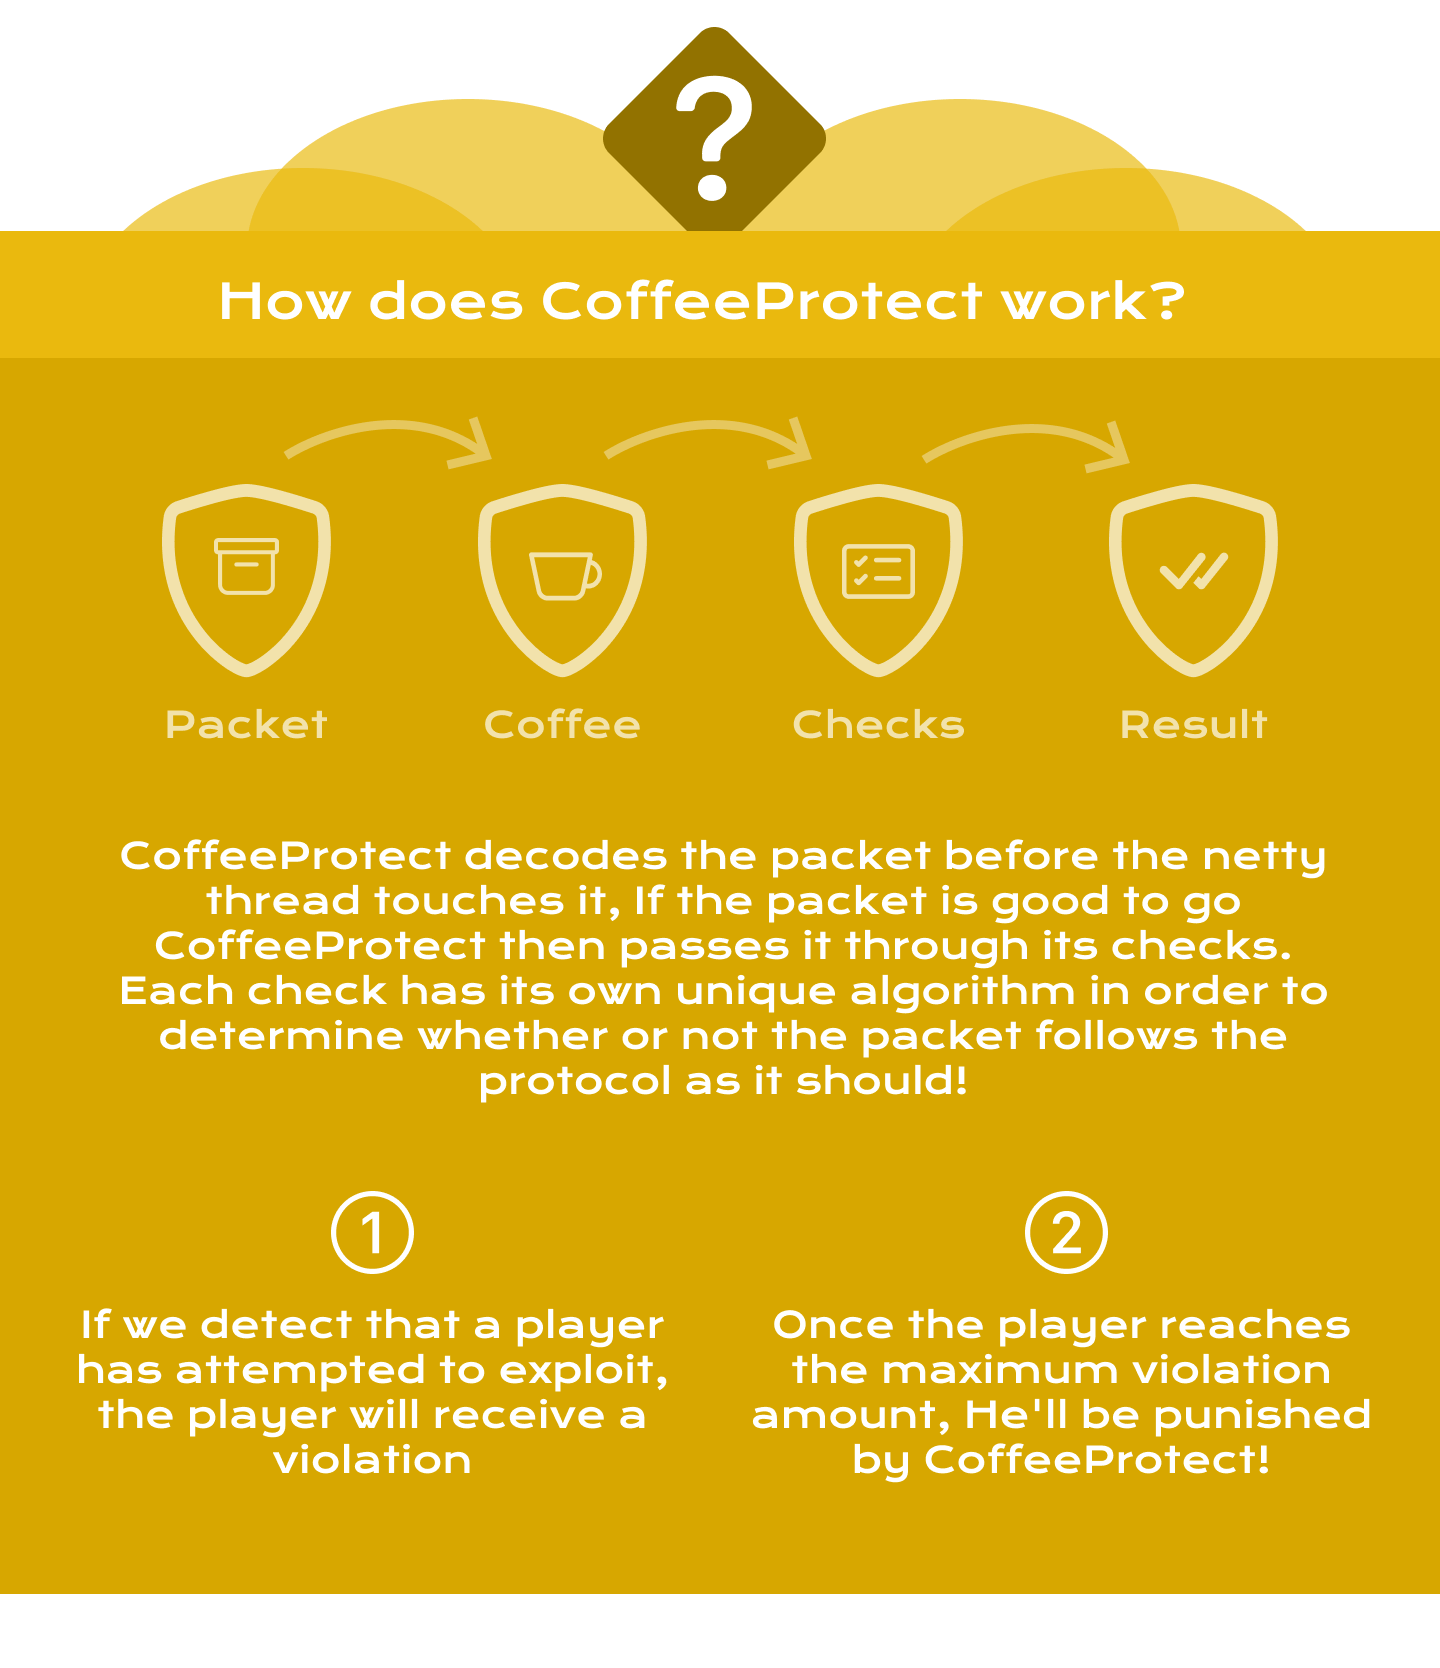 ?
How does CoffeeProtect work?
Packet
Coffee
Checks
Result
CoffeeProtect decodes the packet before the netty
thread touches it, If the packet is good to go
CoffeeProtect then passes it through its checks.
Each check has its own unique algorithm in order to
determine whether or not the packet follows the
protocol as it should!
1
If we detect that a player
has attempted to exploit,
the player will receive a
violation
2
Once the player reaches
the maximum violation
amount, He'll be punished
by CoffeeProtect!